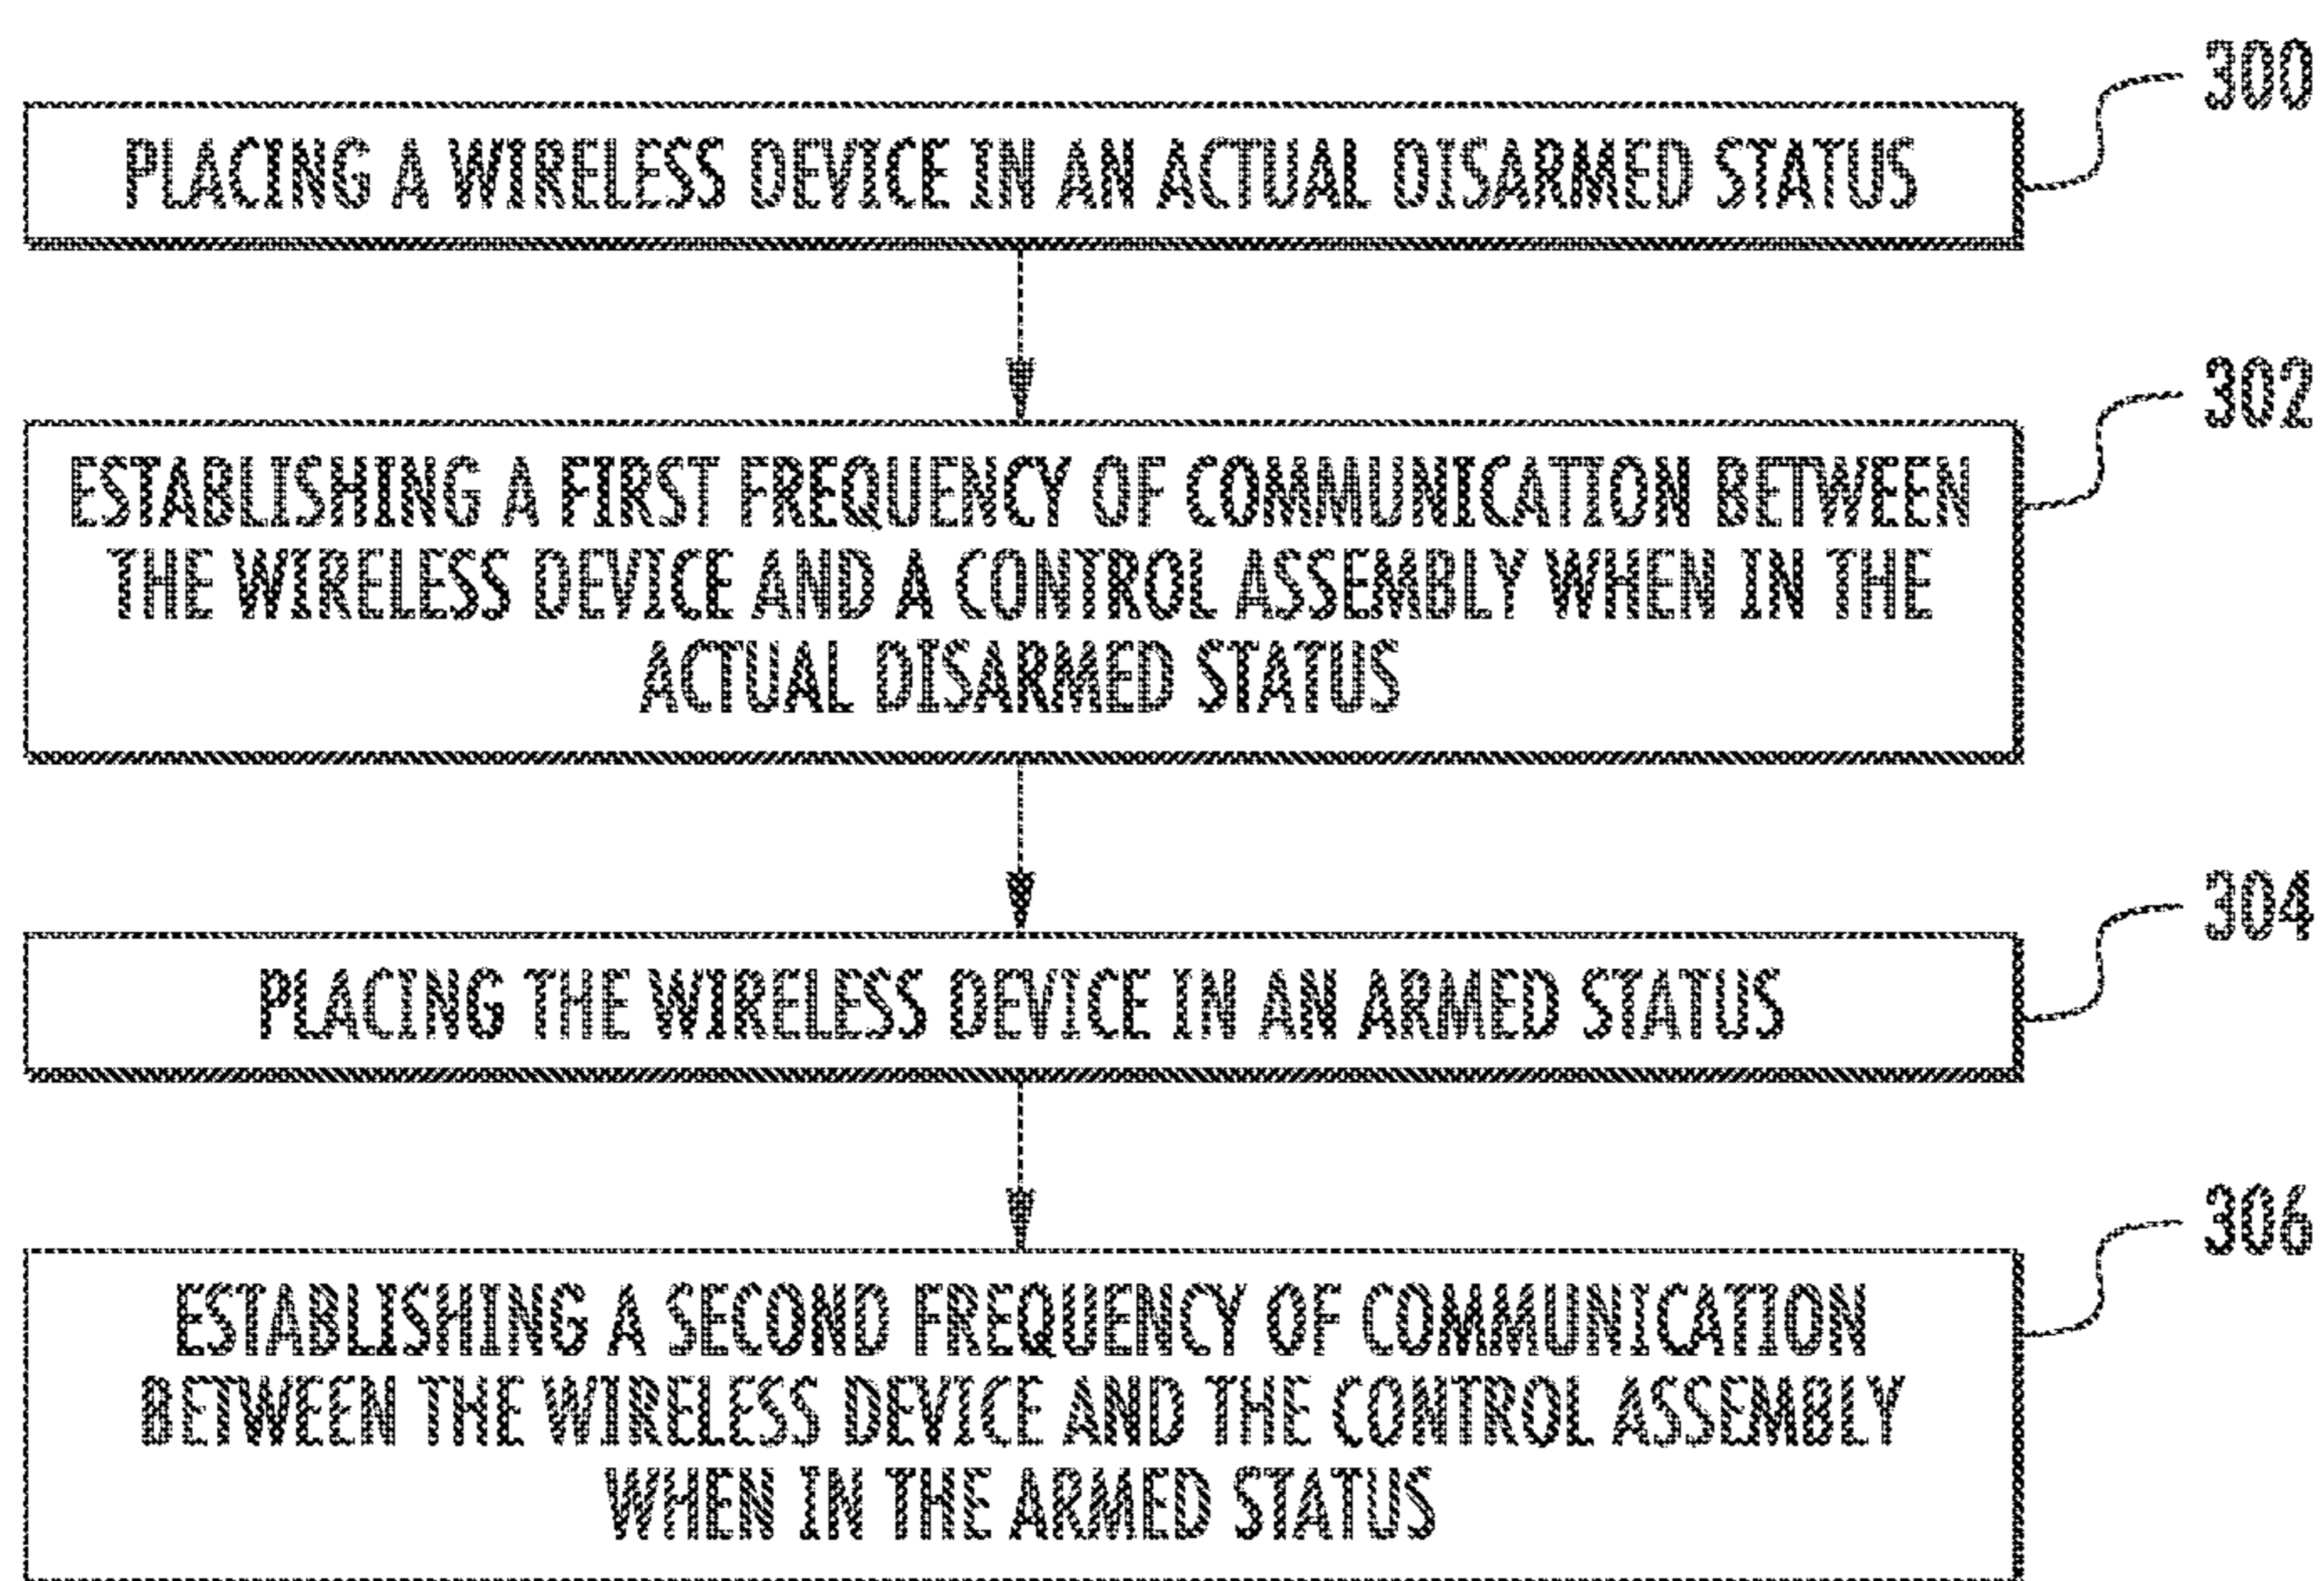 300
PLACING A WIRELESS DEVICE IN AN ACTUAL DISARMED STATUS
302
ESTABLISHING A FIRST FREQUENCY OF COMMUNICATION BETWEEN
THE WIRELESS DEVICE AND A CONTROL ASSEMBLY WHEN IN THE
ACTUAL DISARMED STATUS
304
PLACING THE WIRELESS DEVICE IN AN ARMED STATUS
306
ESTABLISHING A SECOND FREQUENCY OF COMMUNICATION
BETWEEN THE WIRELESS DEVICE AND THE CONTROL ASSEMBLY
WHEN IN THE ARMED STATUS